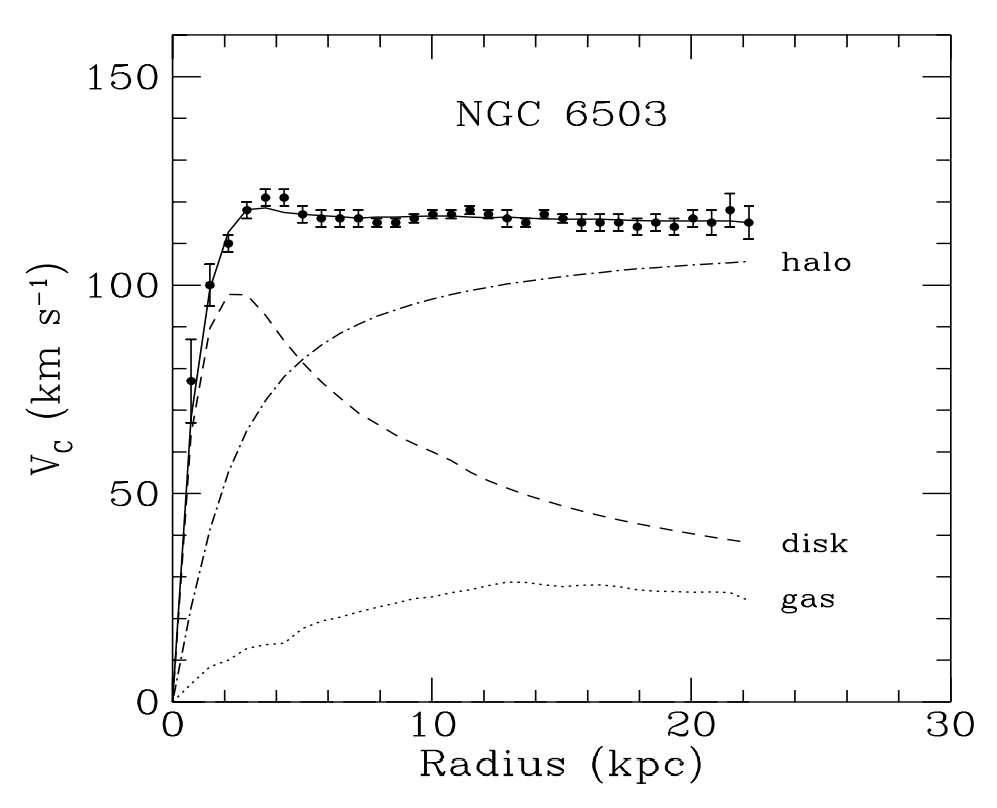 NGC 6503
150
100
50
0
V_c (km s⁻¹)
halo
disk
gas
0 10 20 30
Radius (kpc)